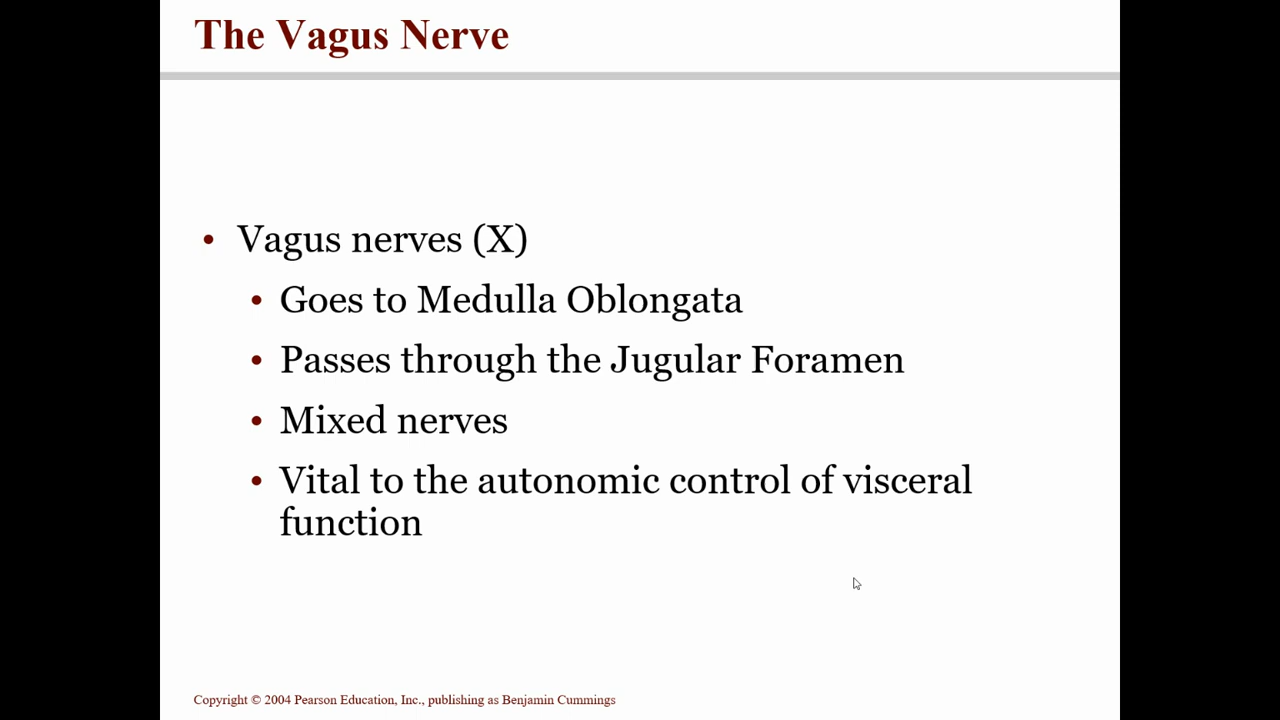 The Vagus Nerve
• Vagus nerves (X)
• Goes to Medulla Oblongata
• Passes through the Jugular Foramen
• Mixed nerves
• Vital to the autonomic control of visceral
function
Copyright © 2004 Pearson Education, Inc., publishing as Benjamin Cummings